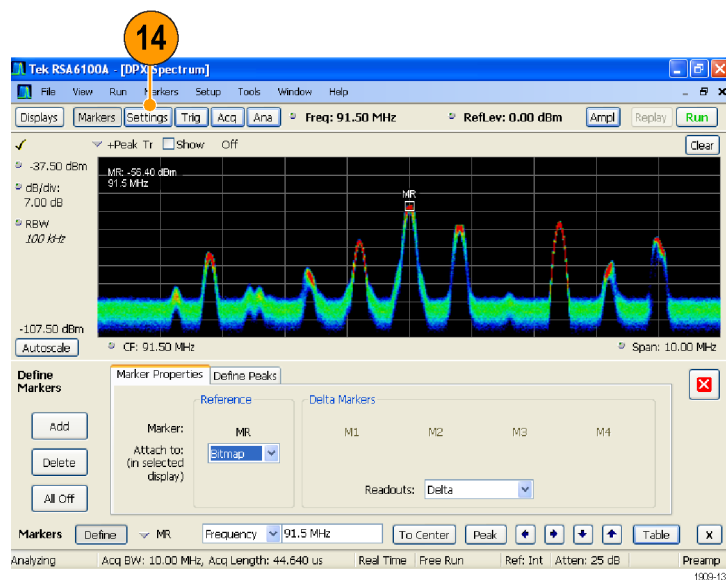 14
Tek RSA6100A - [DPX Spectrum]
File View Run Markers Setup Tools Window Help
Displays Markers Settings Trig Acq Ana Freq: 91.50 MHz RefLev: 0.00 dBm Ampl Replay Run
+Peak Tr Show Off Clear
-37.50 dBm
MR: -56.40 dBm
91.5 MHz
dB/div:
7.00 dB
MR
RBW
100 kHz
-107.50 dBm
Autoscale CF: 91.50 MHz Span: 10.00 MHz
Define
Markers
Marker Properties Define Peaks
Reference Delta Markers
Add
Marker: MR M1 M2 M3 M4
Attach to:
(in selected
display)
Bitmap
Delete
Readouts: Delta
All Off
Markers Define MR Frequency 91.5 MHz To Center Peak Table X
Analyzing Acq BW: 10.00 MHz, Acq Length: 44.640 us Real Time Free Run Ref: Int Atten: 25 dB Preamp
1909-13